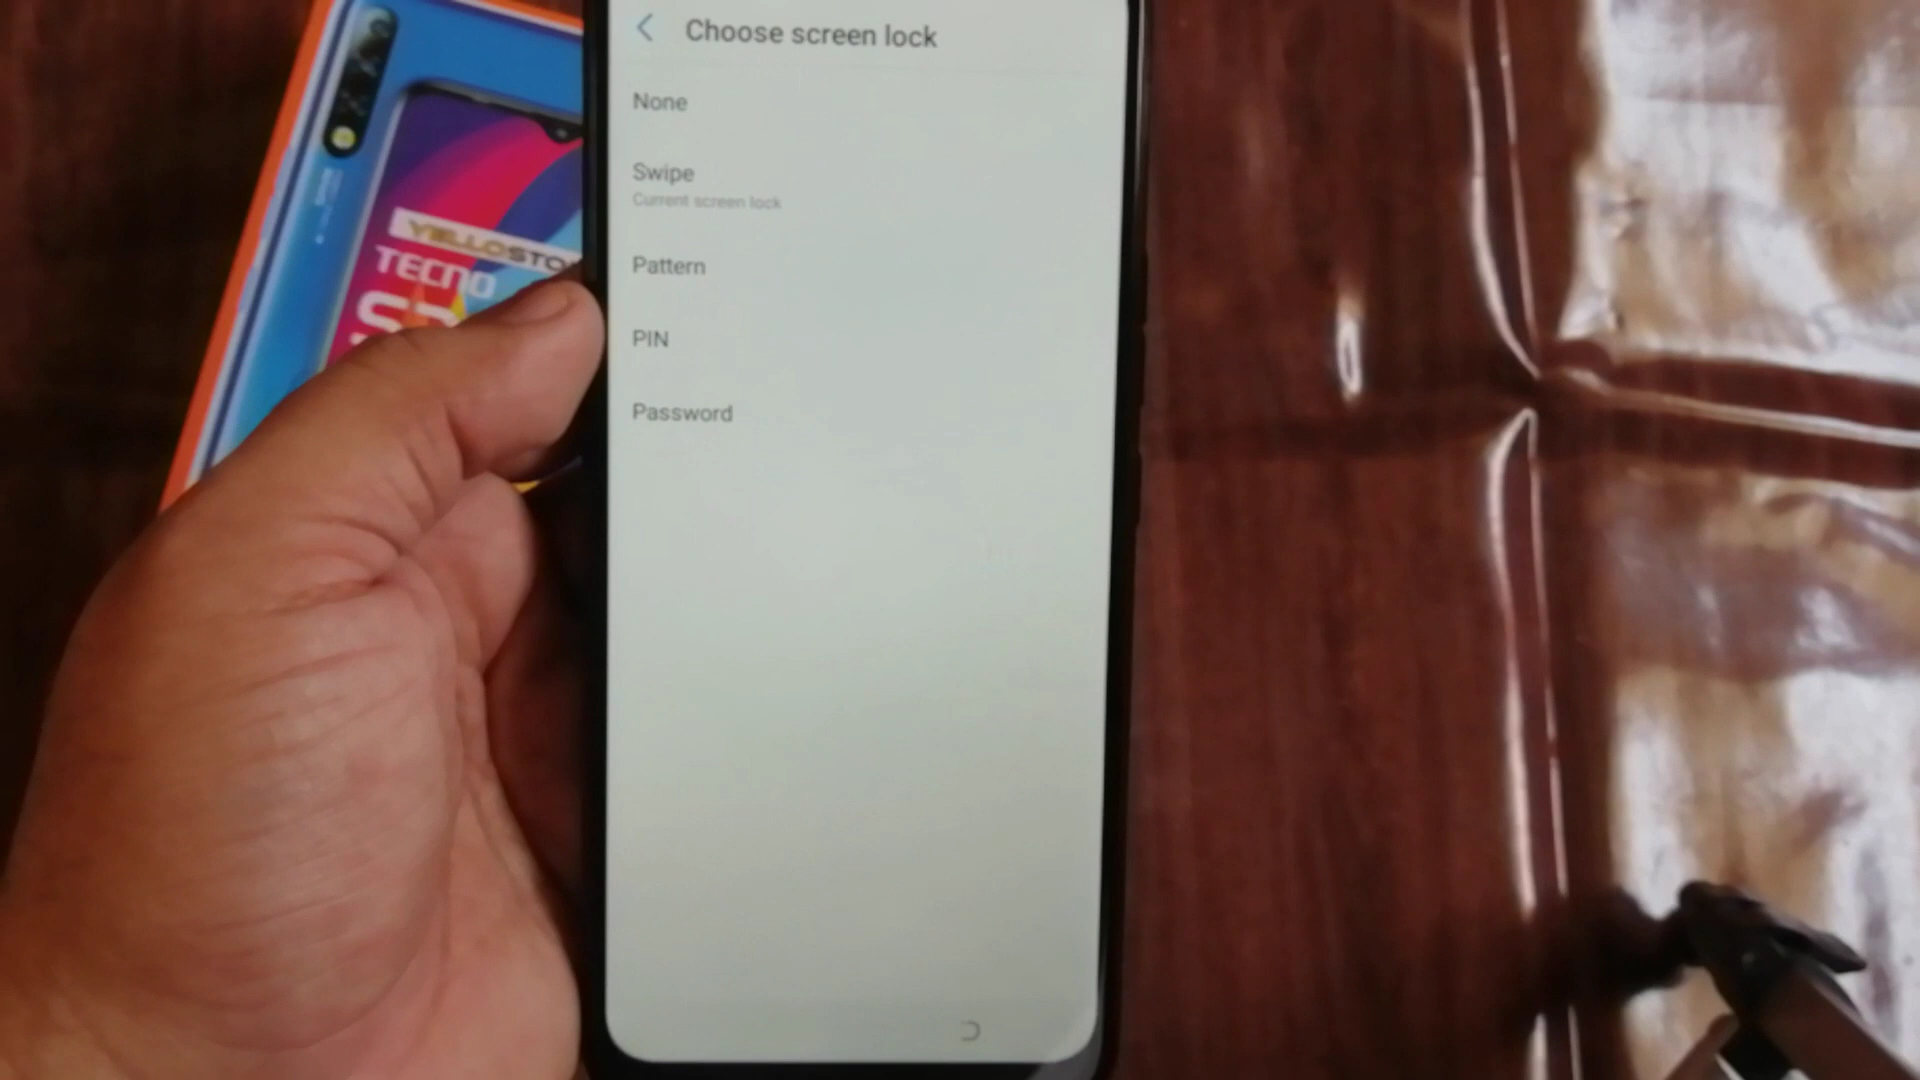 Choose screen lock
None
Swipe
Current screen lock
Pattern
PIN
Password
TECNO